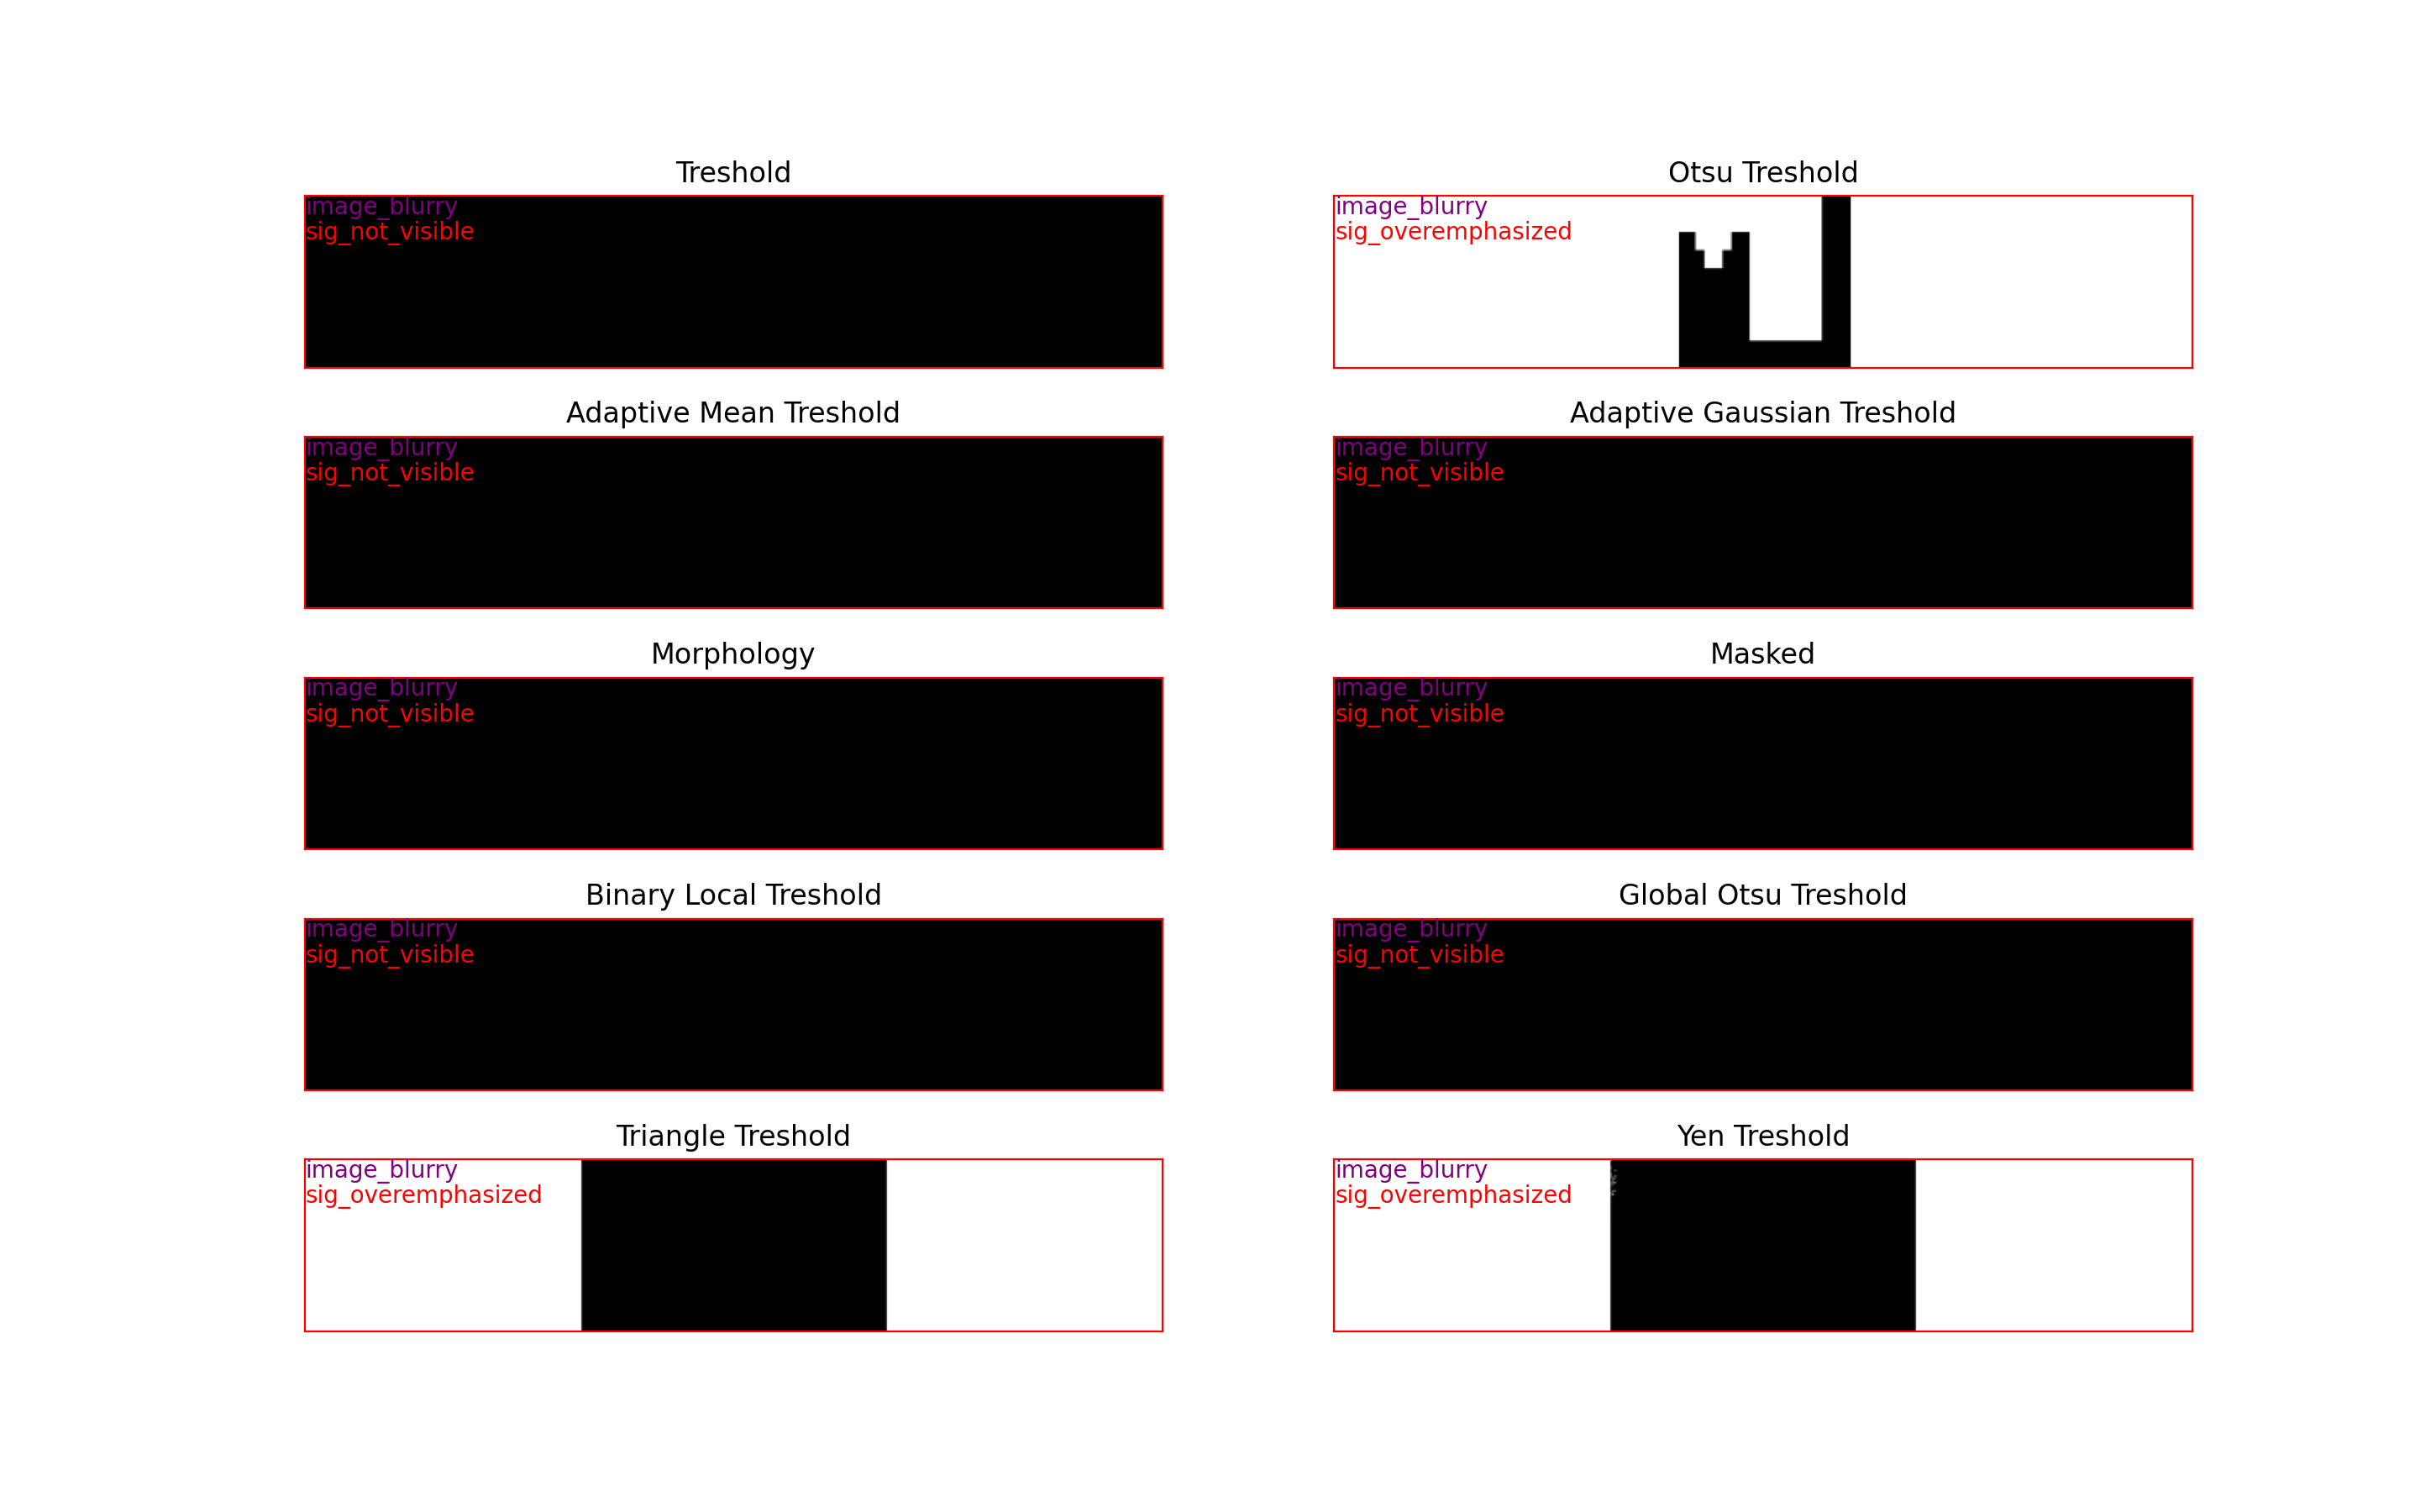 Treshold
image_blurry
sig_not_visible
Otsu Treshold
image_blurry
sig_overemphasized
Adaptive Mean Treshold
image_blurry
sig_not_visible
Adaptive Gaussian Treshold
image_blurry
sig_not_visible
Morphology
image_blurry
sig_not_visible
Masked
image_blurry
sig_not_visible
Binary Local Treshold
image_blurry
sig_not_visible
Global Otsu Treshold
image_blurry
sig_not_visible
Triangle Treshold
image_blurry
sig_overemphasized
Yen Treshold
image_blurry
sig_overemphasized